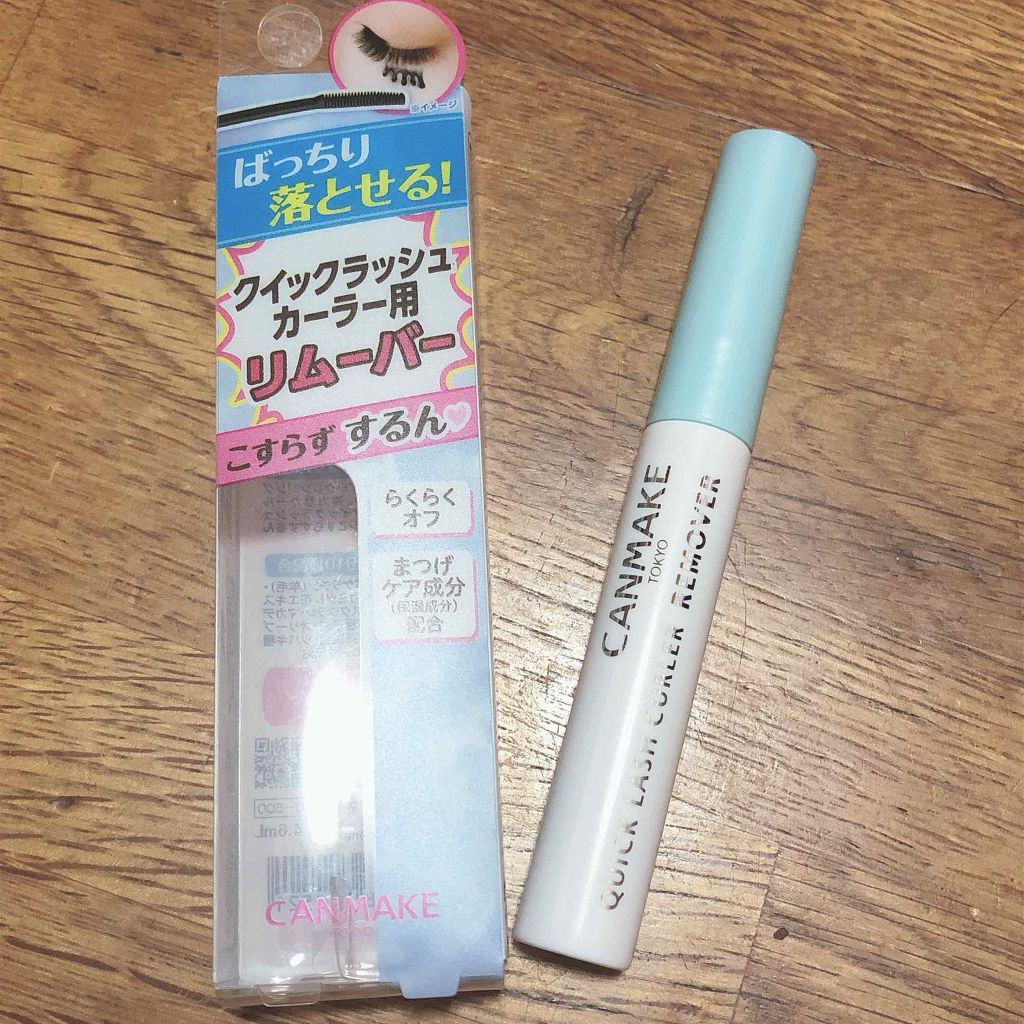 ※イメージ
ばっちり
落とせる!
クイックラッシュ
カーラー用
リムーバー
こすらず するん♡
らくらく
オフ
まつげ
ケア成分
(保湿成分)
配合
CANMAKE
CANMAKE
TOKYO
QUICK LASH CURLER REMOVER